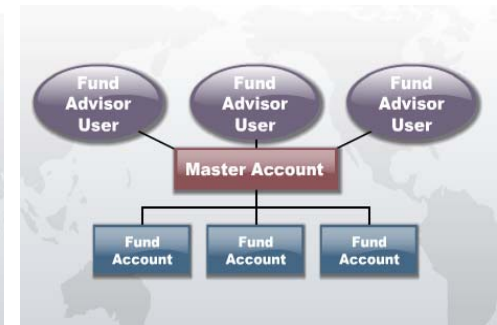 Fund
Advisor
User
Fund
Advisor
User
Fund
Advisor
User
Master Account
Fund
Account
Fund
Account
Fund
Account